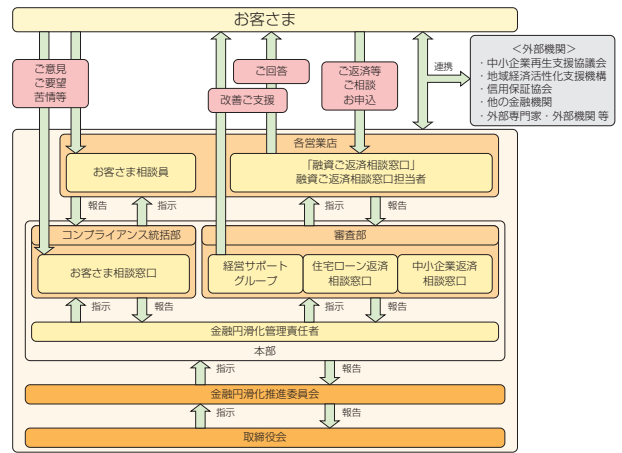 お客さま
ご意見
ご要望
苦情等
ご回答
改善ご支援
ご返済等
ご相談
お申込
連携
＜外部機関＞
・中小企業再生支援協議会
・地域経済活性化支援機構
・信用保証協会
・他の金融機関
・外部専門家・外部機関 等
各営業店
お客さま相談員
「融資ご返済相談窓口」
融資ご返済相談窓口担当者
報告
指示
指示
報告
コンプライアンス統括部
審査部
お客さま相談窓口
経営サポート
グループ
住宅ローン返済
相談窓口
中小企業返済
相談窓口
指示
報告
指示
報告
金融円滑化管理責任者
本部
指示
報告
金融円滑化推進委員会
指示
報告
取締役会